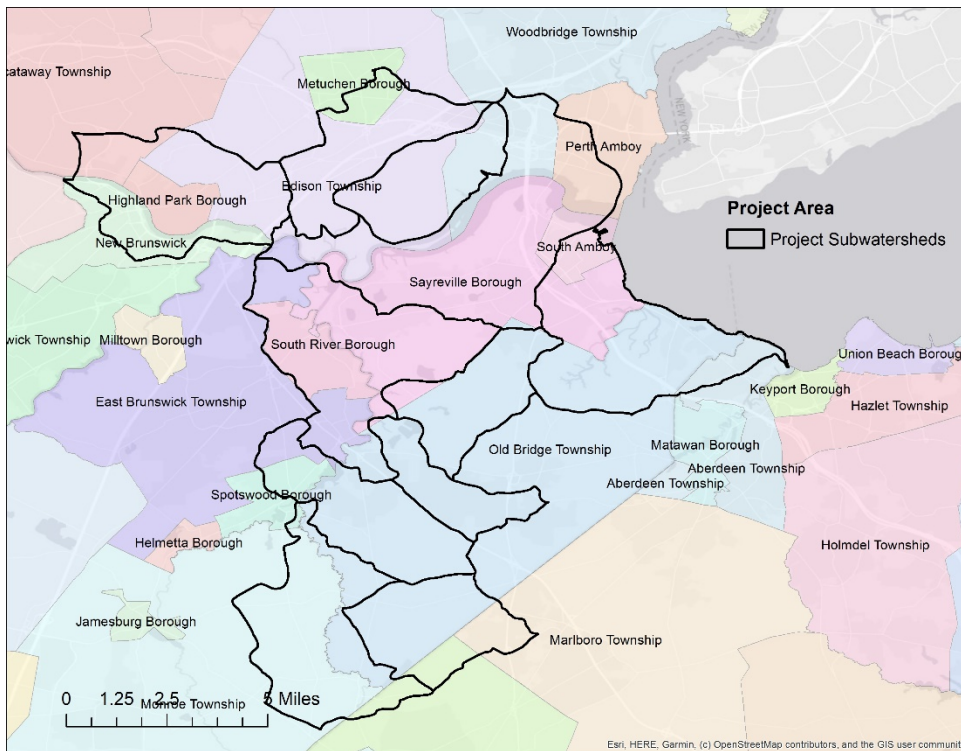 Woodbridge Township
cataway Township
Metuchen Borough
NEW YORK
Perth Amboy
Edison Township
Highland Park Borough
Project Area
Project Subwatersheds
New Brunswick
South Amboy
Sayreville Borough
wick Township
Milltown Borough
South River Borough
Union Beach Boroug
Keyport Borough
East Brunswick Township
Hazlet Township
Old Bridge Township
Matawan Borough
Aberdeen Township
Aberdeen Township
Spotswood Borough
Helmetta Borough
Holmdel Township
Jamesburg Borough
Marlboro Township
0 1.25 2.5 5 Miles
Monroe Township
Esri, HERE, Garmin, (c) OpenStreetMap contributors, and the GIS user communit